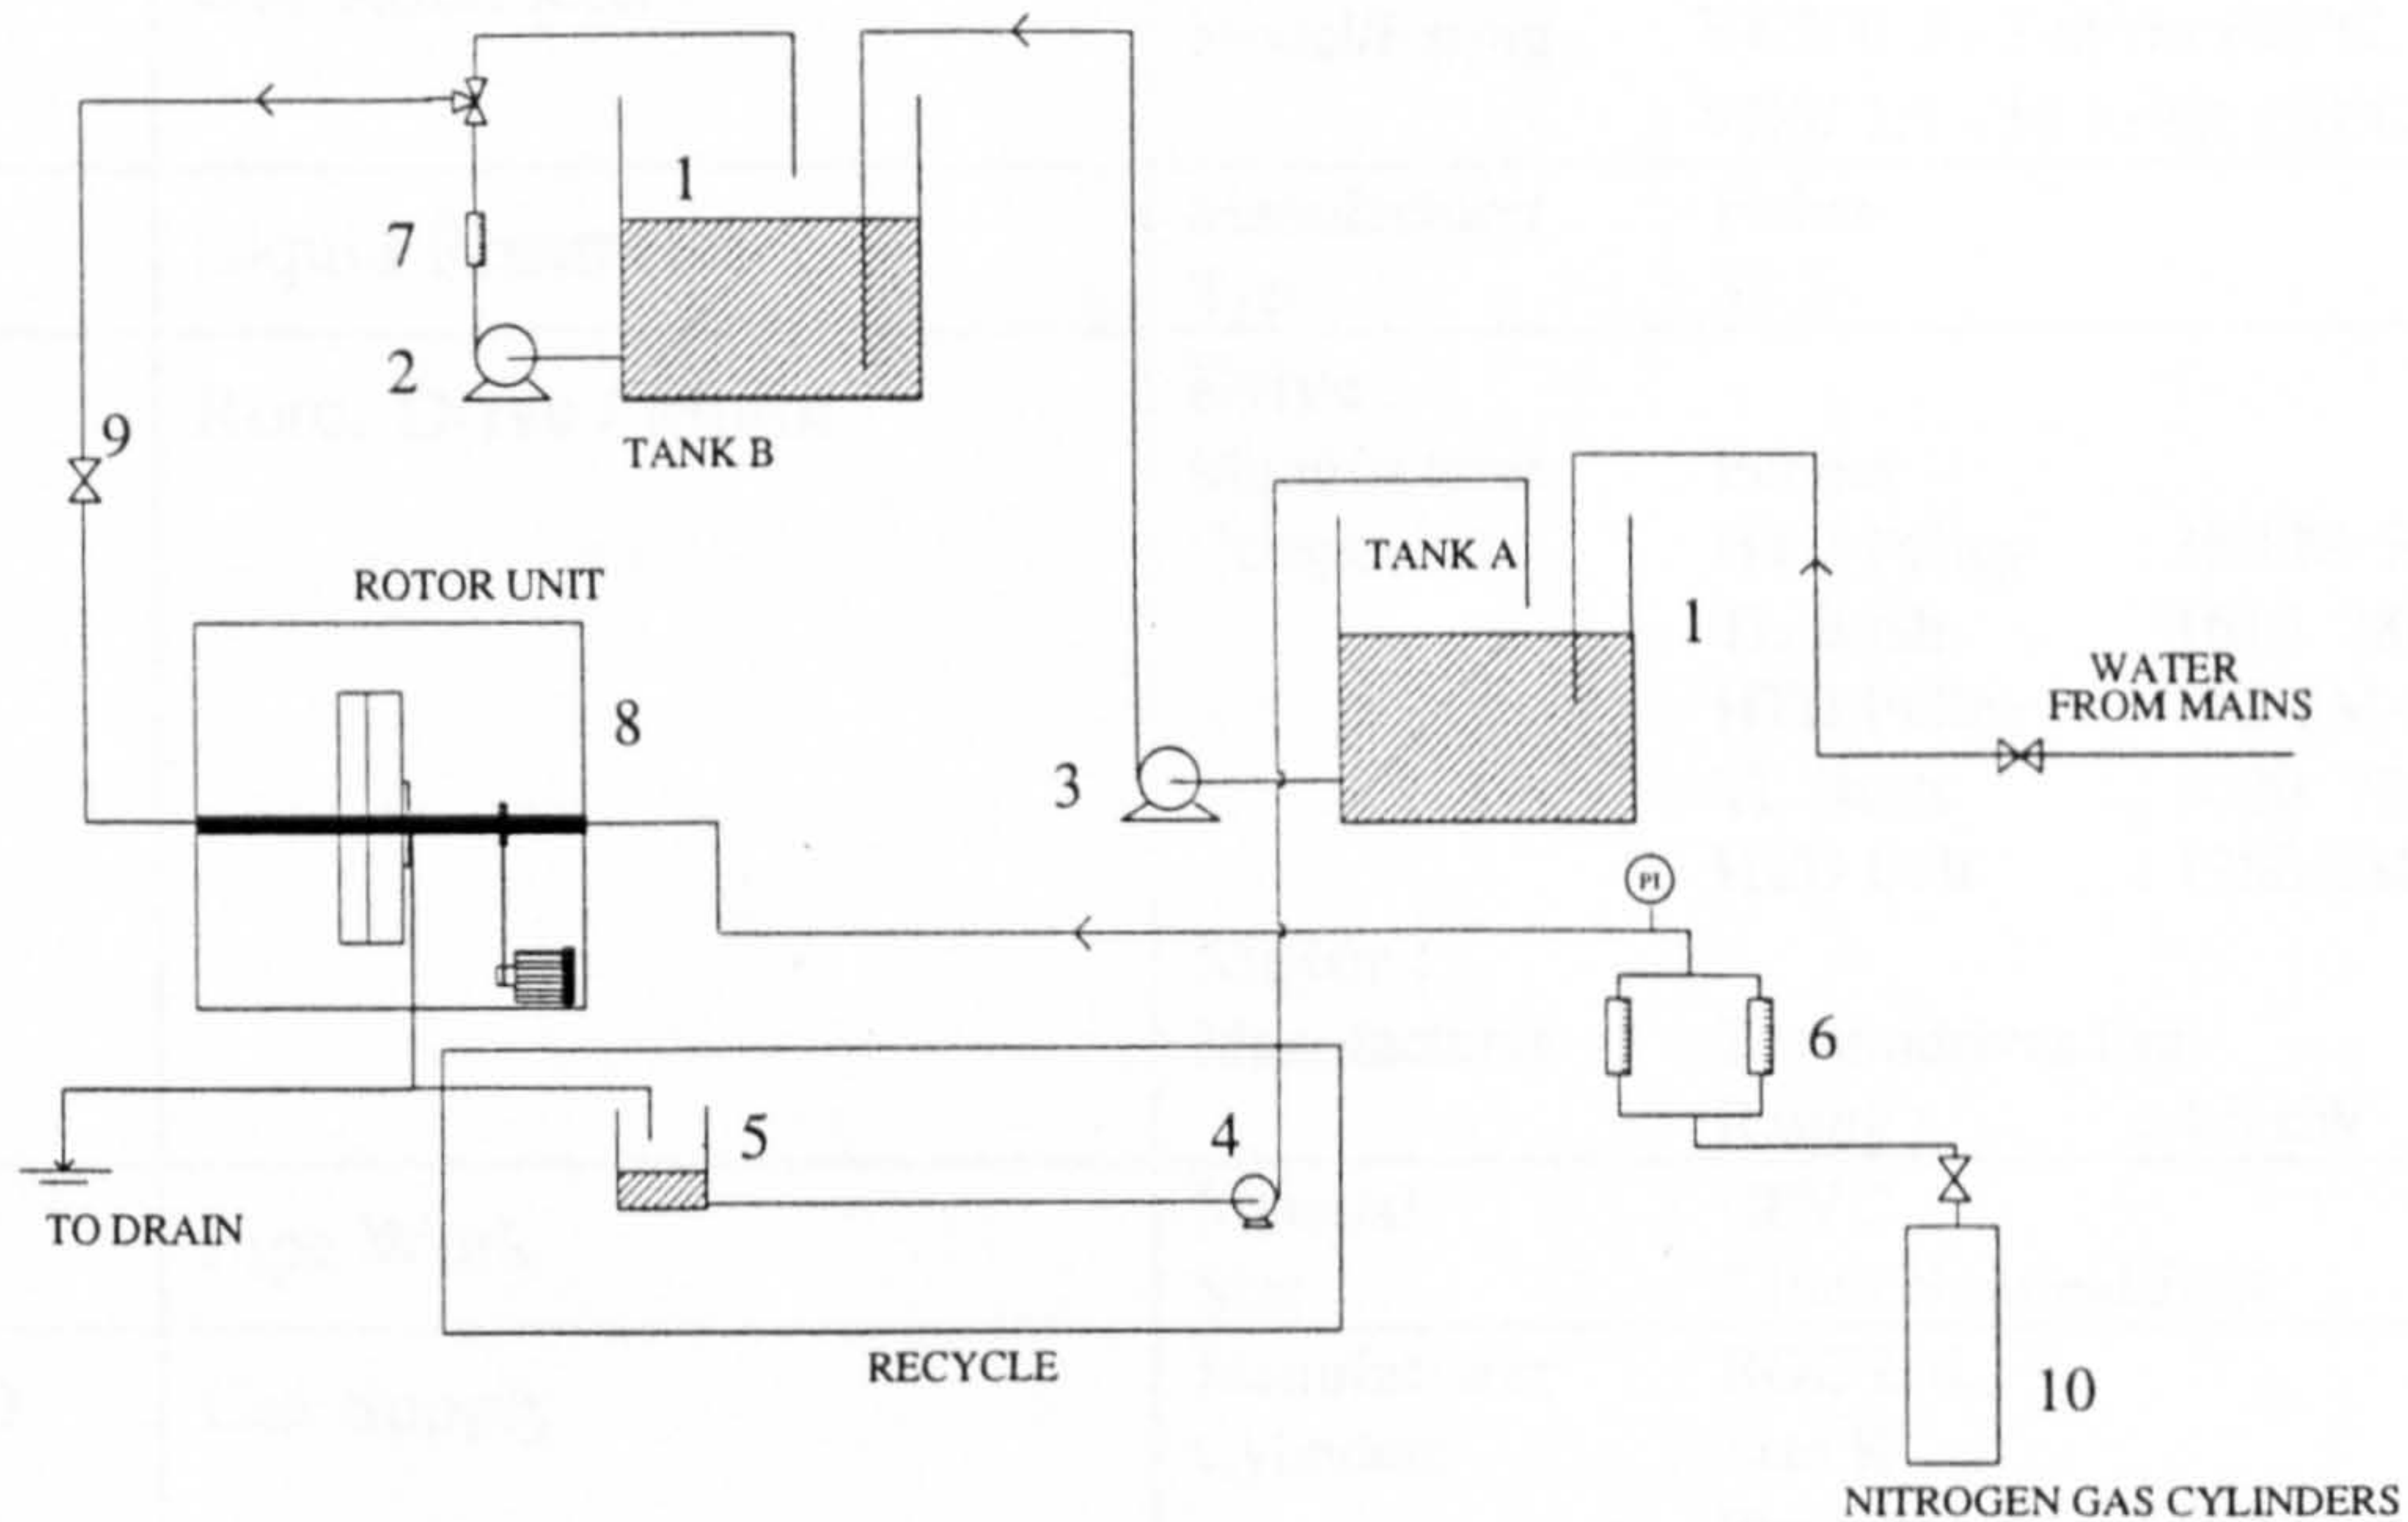 1
7
2
TANK B
9
ROTOR UNIT
8
TANK A
1
3
WATER
FROM MAINS
PI
6
5
4
TO DRAIN
RECYCLE
10
NITROGEN GAS CYLINDERS